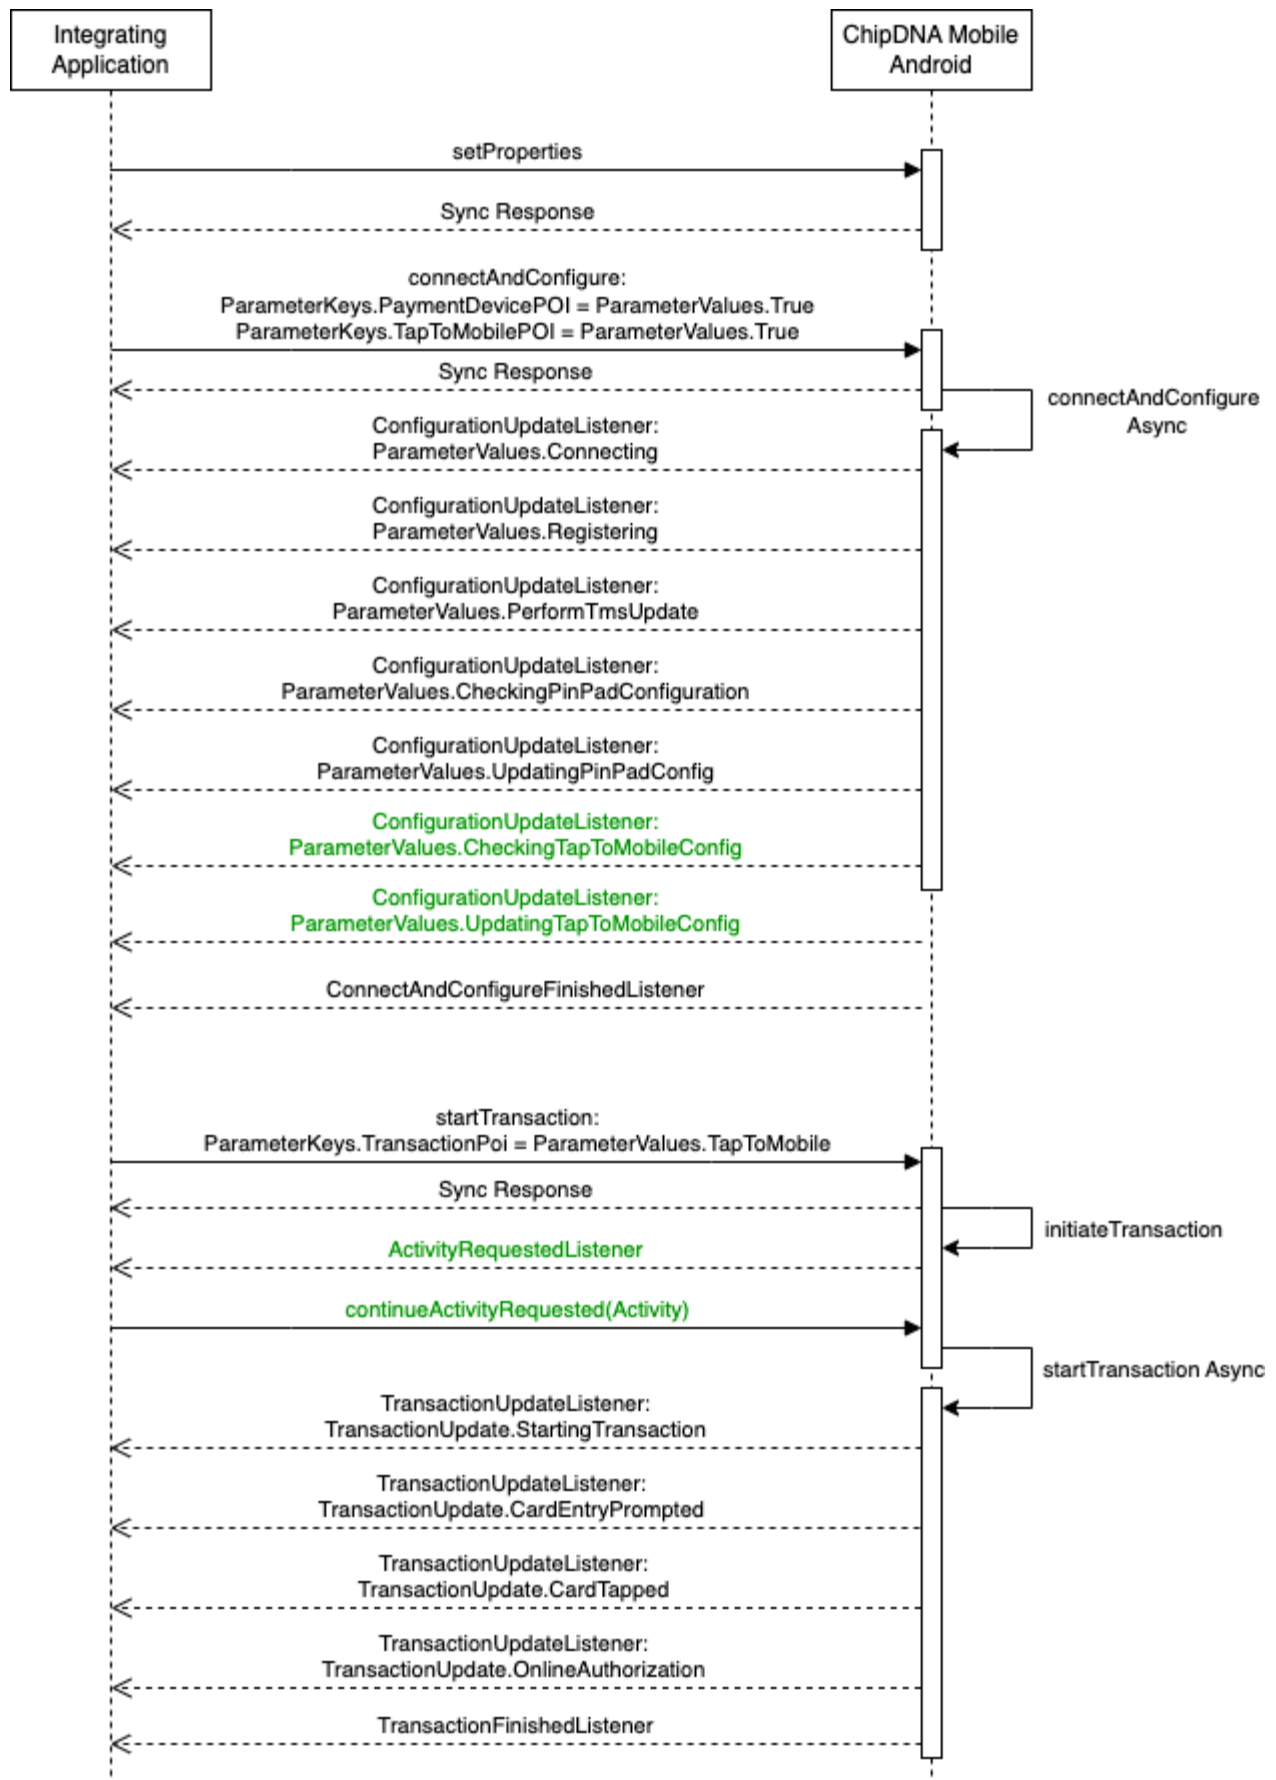 Integrating
Application
ChipDNA Mobile
Android
setProperties
Sync Response
connectAndConfigure:
ParameterKeys.PaymentDevicePOI = ParameterValues.True
ParameterKeys.TapToMobilePOI = ParameterValues.True
Sync Response
connectAndConfigure
Async
ConfigurationUpdateListener:
ParameterValues.Connecting
ConfigurationUpdateListener:
ParameterValues.Registering
ConfigurationUpdateListener:
ParameterValues.PerformTmsUpdate
ConfigurationUpdateListener:
ParameterValues.CheckingPinPadConfiguration
ConfigurationUpdateListener:
ParameterValues.UpdatingPinPadConfig
ConfigurationUpdateListener:
ParameterValues.CheckingTapToMobileConfig
ConfigurationUpdateListener:
ParameterValues.UpdatingTapToMobileConfig
ConnectAndConfigureFinishedListener
startTransaction:
ParameterKeys.TransactionPoi = ParameterValues.TapToMobile
Sync Response
initiateTransaction
ActivityRequestedListener
continueActivityRequested(Activity)
startTransaction Async
TransactionUpdateListener:
TransactionUpdate.StartingTransaction
TransactionUpdateListener:
TransactionUpdate.CardEntryPrompted
TransactionUpdateListener:
TransactionUpdate.CardTapped
TransactionUpdateListener:
TransactionUpdate.OnlineAuthorization
TransactionFinishedListener